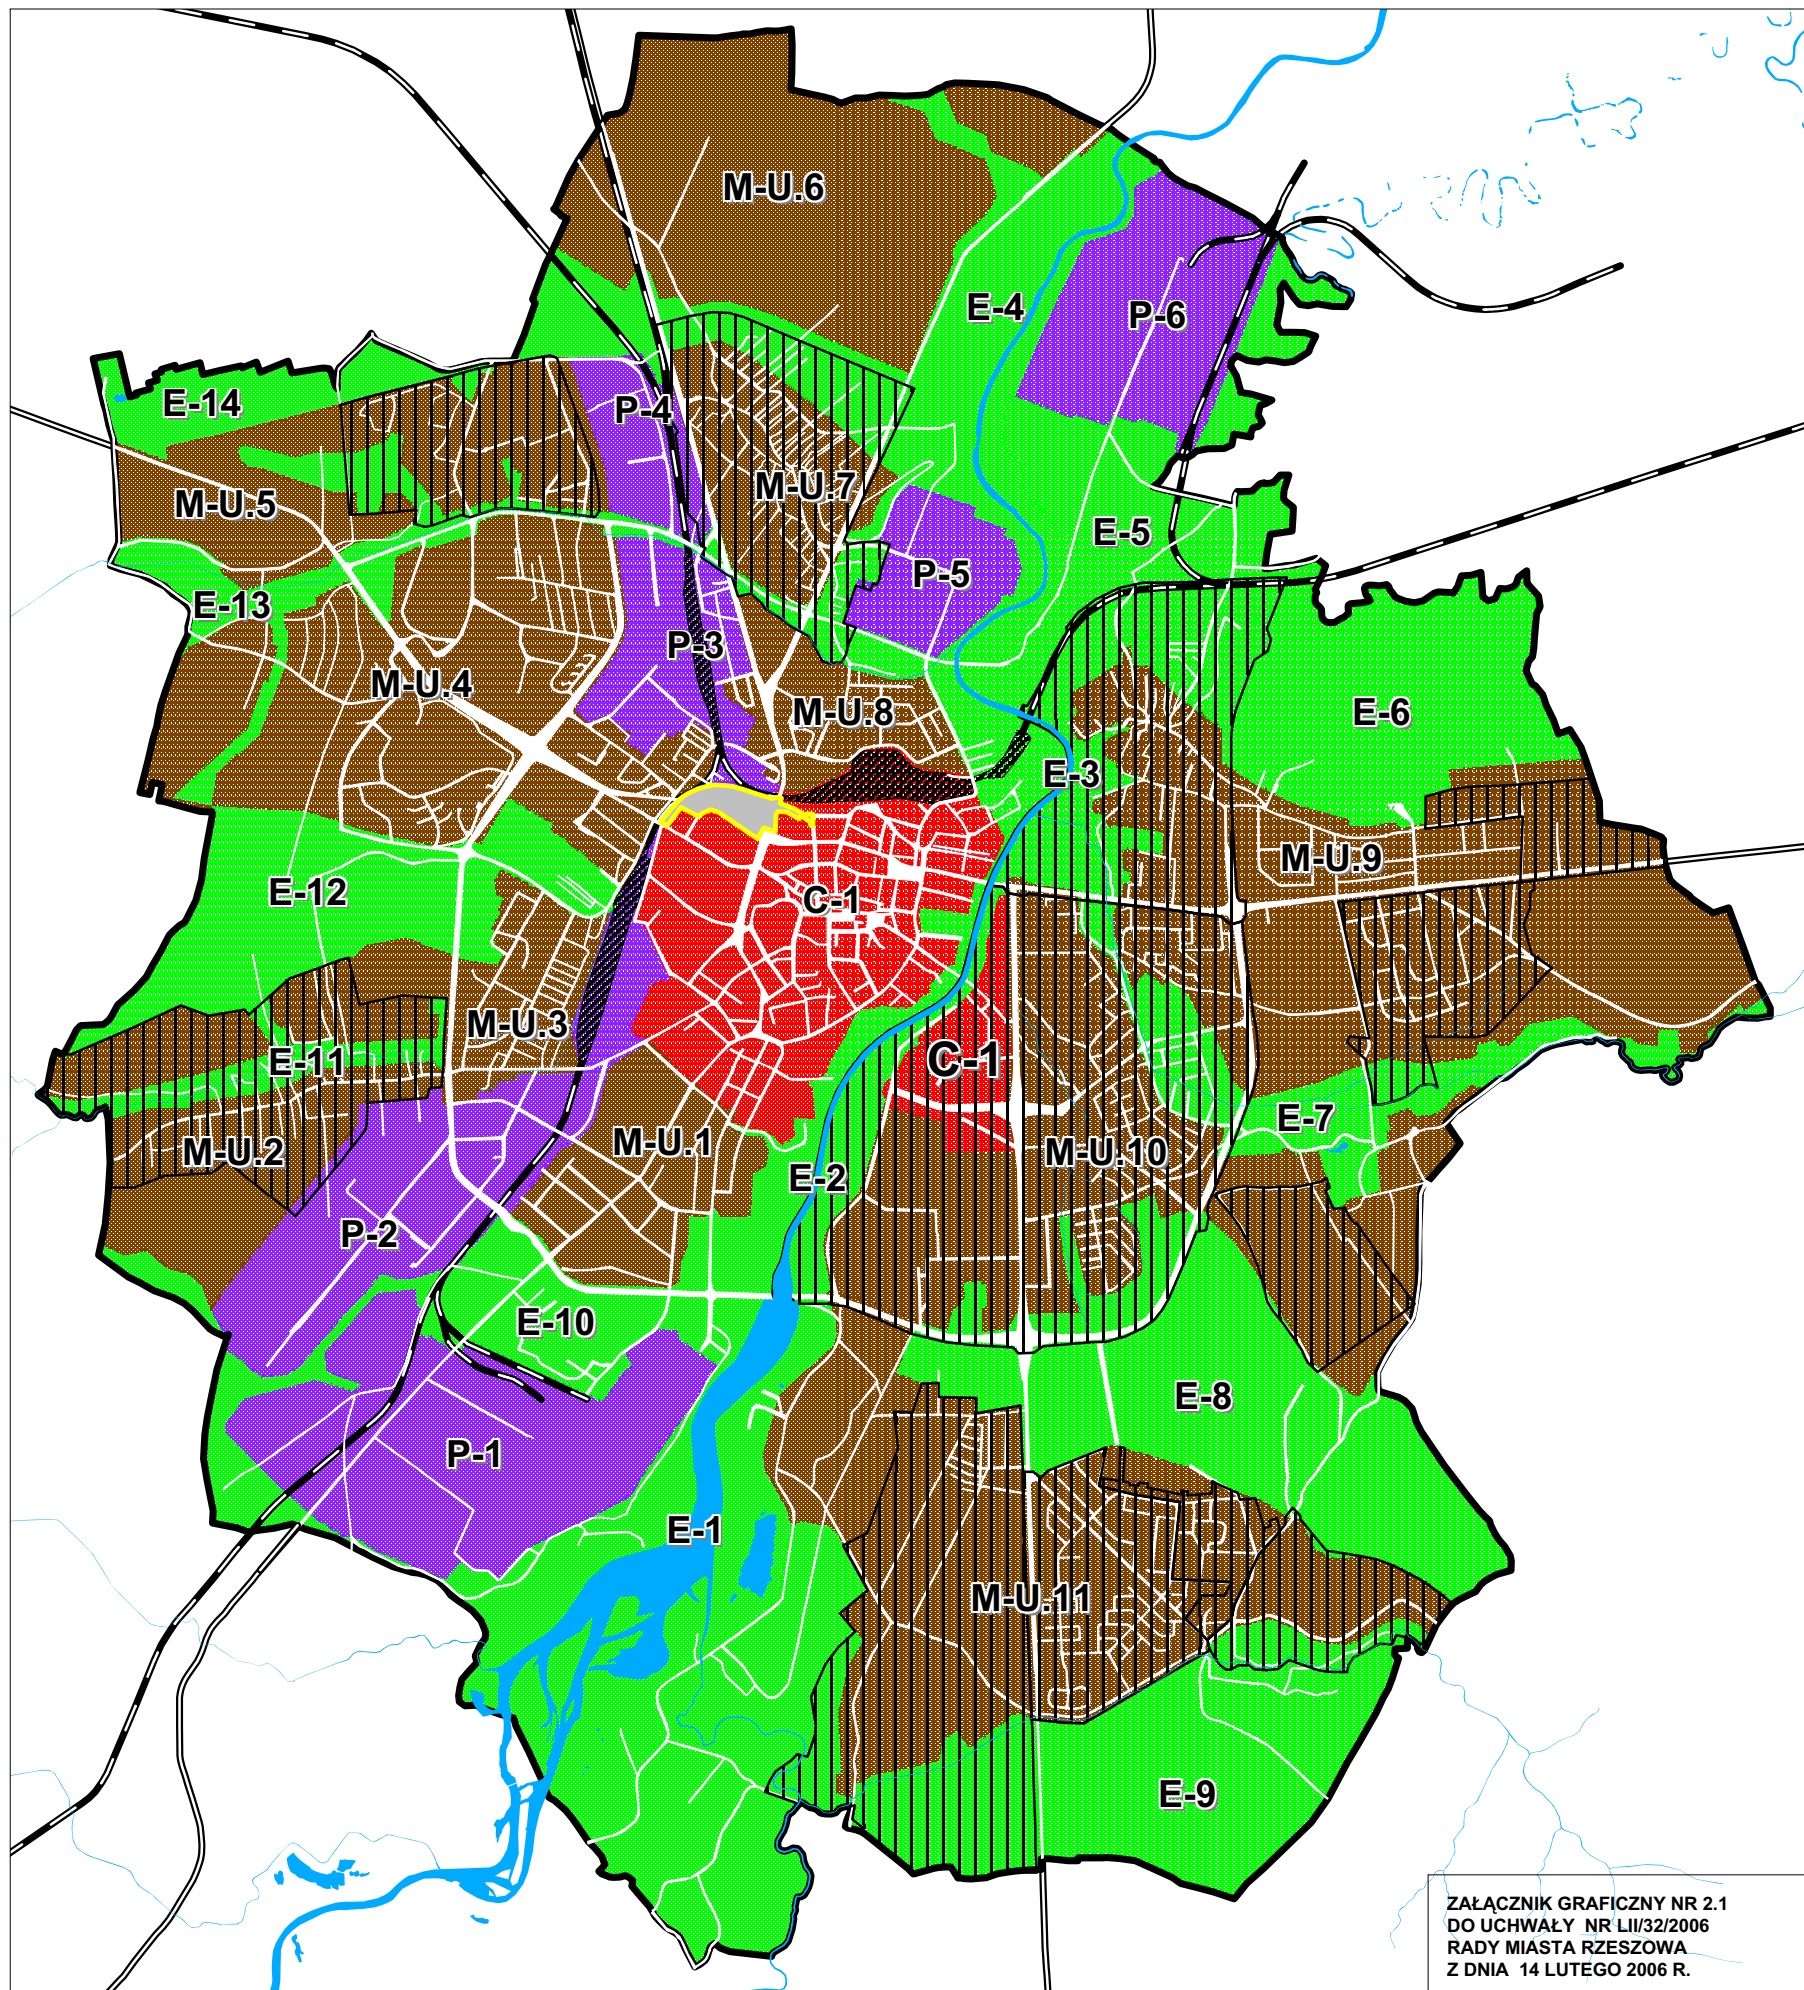 M-U.6
E-4
P-6
E-14
P-4
M-U.7
M-U.5
E-5
P-5
E-13
P-3
M-U.4
M-U.8
E-6
E-3
M-U.9
E-12
C-1
M-U.3
E-11
C-1
E-7
M-U.2
M-U.1
M-U.10
E-2
P-2
E-10
E-8
P-1
E-1
M-U.11
E-9
ZAŁĄCZNIK GRAFICZNY NR 2.1
DO UCHWAŁY NR LII/32/2006
RADY MIASTA RZESZOWA
Z DNIA 14 LUTEGO 2006 R.